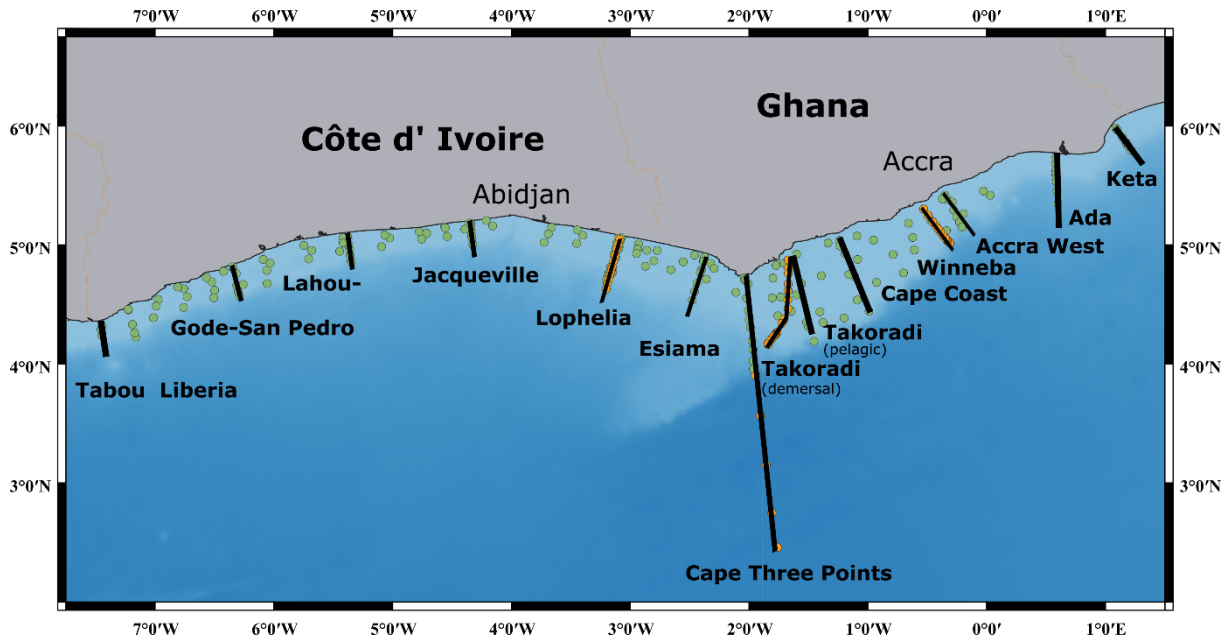 7°0′W 6°0′W 5°0′W 4°0′W 3°0′W 2°0′W 1°0′W 0°0′ 1°0′E
Ghana
6°0′N 6°0′N
Côte d' Ivoire
Accra
Keta
Abidjan
Ada
5°0′N 5°0′N
Accra West
Winneba
Jacqueville
Lahou-
Cape Coast
Lophelia
Gode-San Pedro
Takoradi
(pelagic)
Esiama
4°0′N 4°0′N
Takoradi
(demersal)
Tabou Liberia
3°0′N 3°0′N
Cape Three Points
7°0′W 6°0′W 5°0′W 4°0′W 3°0′W 2°0′W 1°0′W 0°0′ 1°0′E